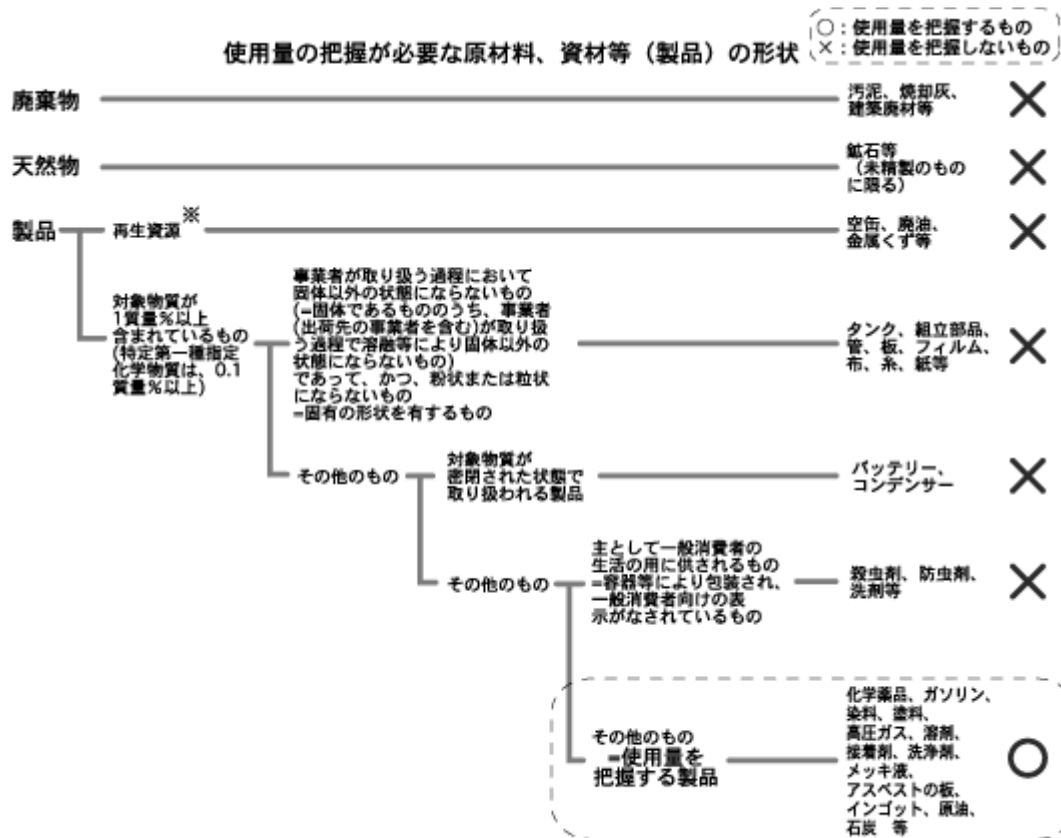 ○：使用量を把握するもの
×：使用量を把握しないもの
使用量の把握が必要な原材料、資材等（製品）の形状
廃棄物
汚泥、焼却灰、
建築廃材等
×
天然物
鉱石等
（未精製のもの
に限る）
×
製品
再生資源※
空缶、廃油、
金属くず等
×
対象物質が
1質量％以上
含まれているもの
(特定第一種指定
化学物質は、0.1
質量％以上)
事業者が取り扱う過程において
固体以外の状態にならないもの
(=固体であるもののうち、事業者
(出荷先の事業者を含む)が取り扱
う過程で溶融等により固体以外の
状態にならないもの)
であって、かつ、粉状または粒状
にならないもの
=固有の形状を有するもの
タンク、組立部品、
管、板、フィルム、
布、糸、紙等
×
その他のもの
対象物質が
密閉された状態で
取り扱われる製品
バッテリー、
コンデンサー
×
その他のもの
主として一般消費者の
生活の用に供されるもの
=容器等により包装され、
一般消費者向けの表
示がなされているもの
殺虫剤、防虫剤、
洗剤等
×
その他のもの
=使用量を
把握する製品
化学薬品、ガソリン、
染料、塗料、
高圧ガス、溶剤、
接着剤、洗浄剤、
メッキ液、
アスベストの板、
インゴット、原油、
石炭　等
○